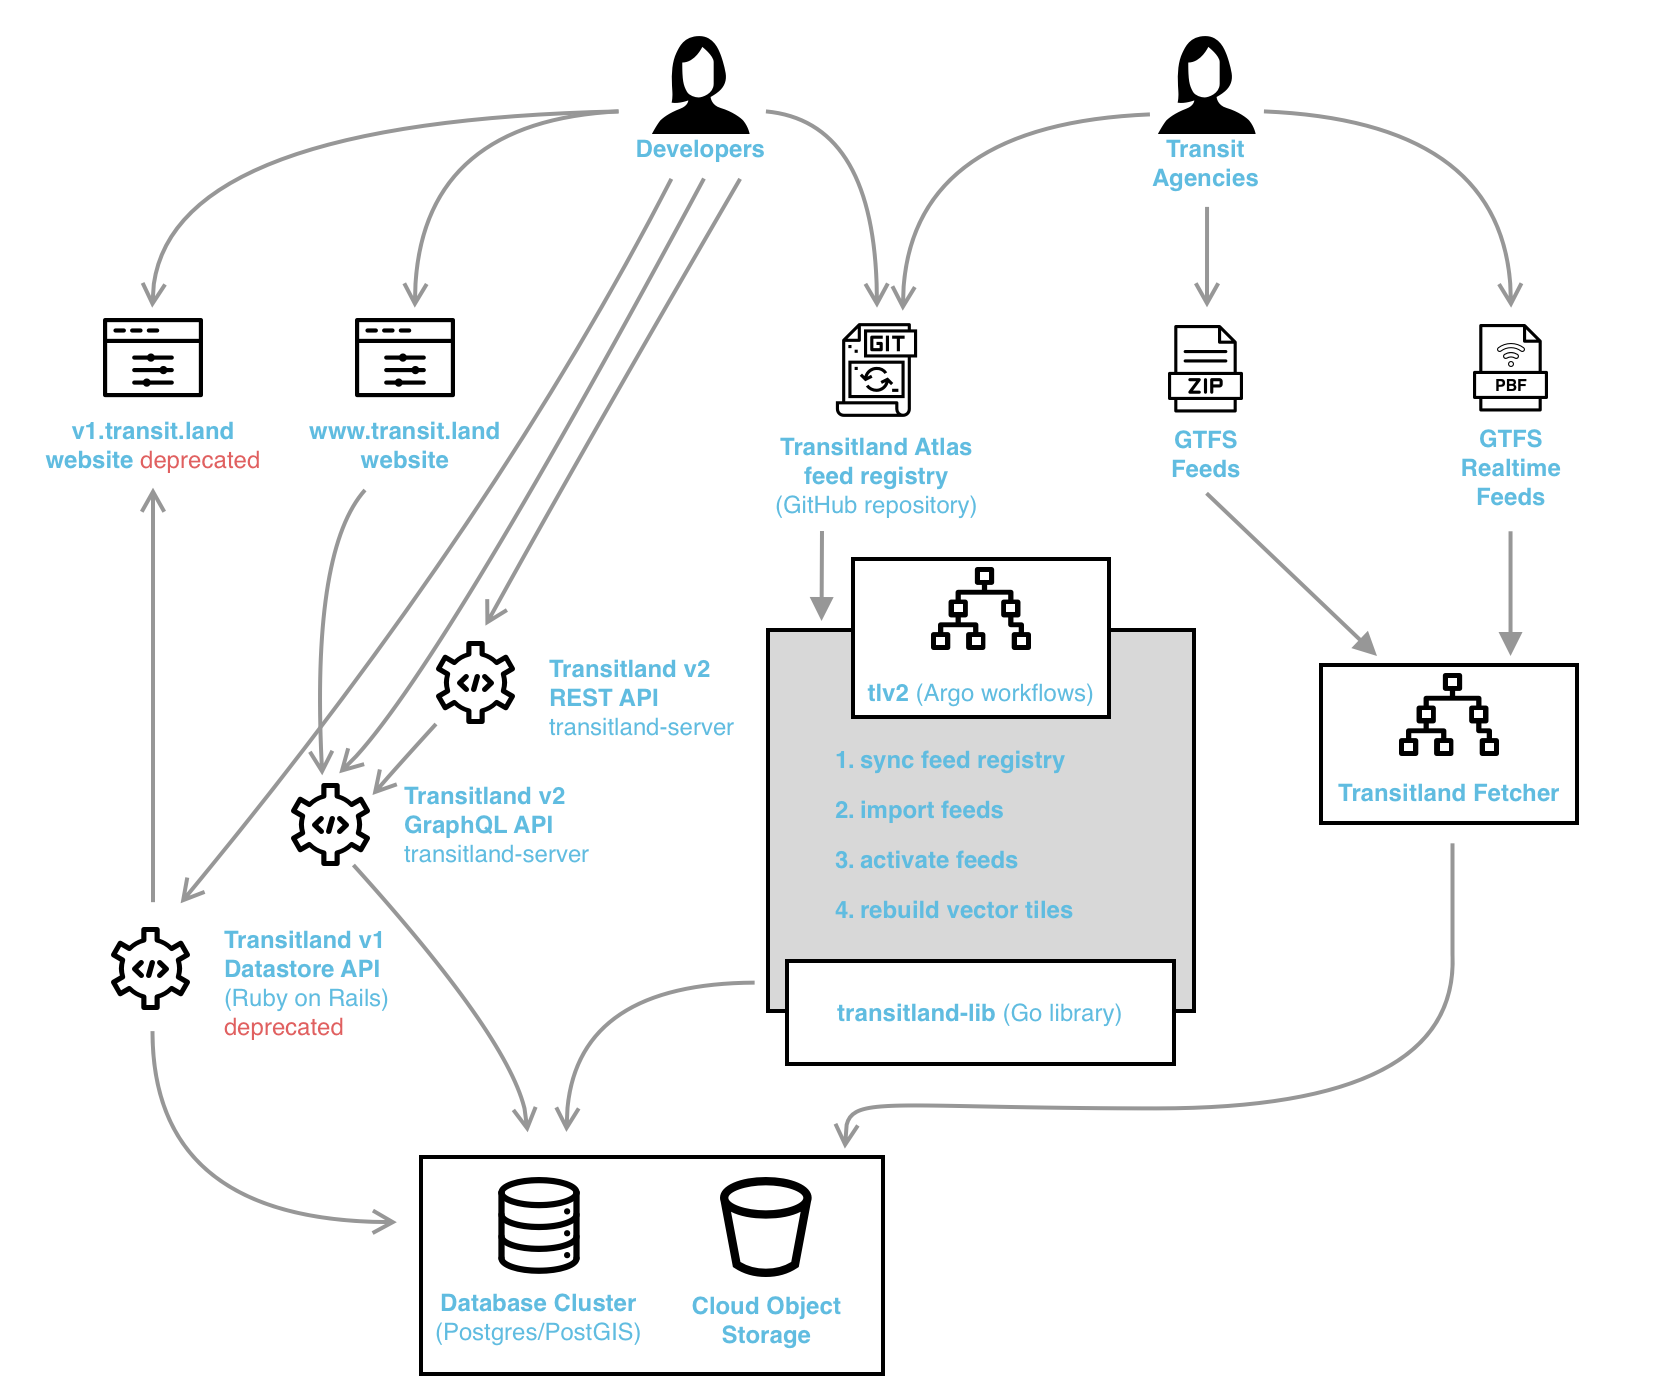 Developers
Transit
Agencies
GIT
ZIP
PBF
v1.transit.land
website deprecated
www.transit.land
website
Transitland Atlas
feed registry
(GitHub repository)
GTFS
Feeds
GTFS
Realtime
Feeds
tlv2 (Argo workflows)
Transitland v2
REST API
transitland-server
1. sync feed registry
2. import feeds
3. activate feeds
4. rebuild vector tiles
Transitland Fetcher
Transitland v2
GraphQL API
transitland-server
Transitland v1
Datastore API
(Ruby on Rails)
deprecated
transitland-lib (Go library)
Database Cluster
(Postgres/PostGIS)
Cloud Object
Storage